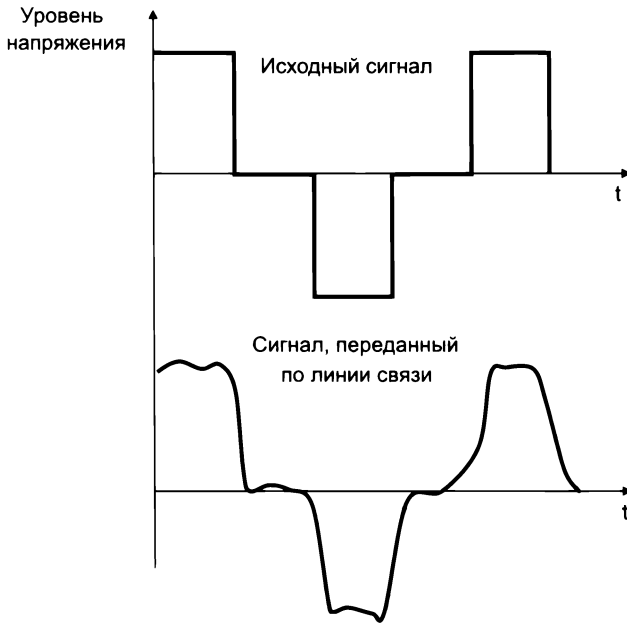 Уровень
напряжения
Исходный сигнал
t
Сигнал, переданный
по линии связи
t